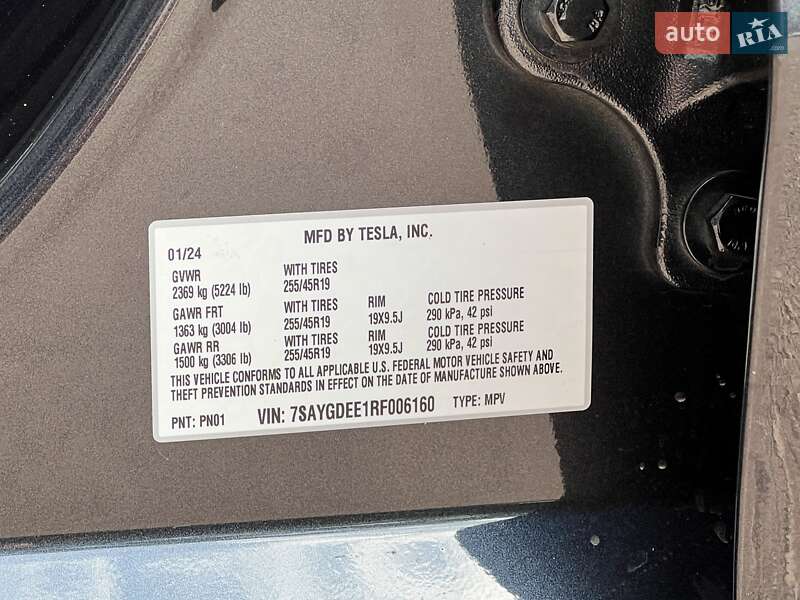 auto RIA
MFD BY TESLA, INC.
01/24
GVWR WITH TIRES
2369 kg (5224 lb) 255/45R19
GAWR FRT WITH TIRES RIM COLD TIRE PRESSURE
1363 kg (3004 lb) 255/45R19 19X9.5J 290 kPa, 42 psi
GAWR RR WITH TIRES RIM COLD TIRE PRESSURE
1500 kg (3306 lb) 255/45R19 19X9.5J 290 kPa, 42 psi
THIS VEHICLE CONFORMS TO ALL APPLICABLE U.S. FEDERAL MOTOR VEHICLE SAFETY AND
THEFT PREVENTION STANDARDS IN EFFECT ON THE DATE OF MANUFACTURE SHOWN ABOVE.
PNT: PN01 VIN: 7SAYGDEE1RF006160 TYPE: MPV